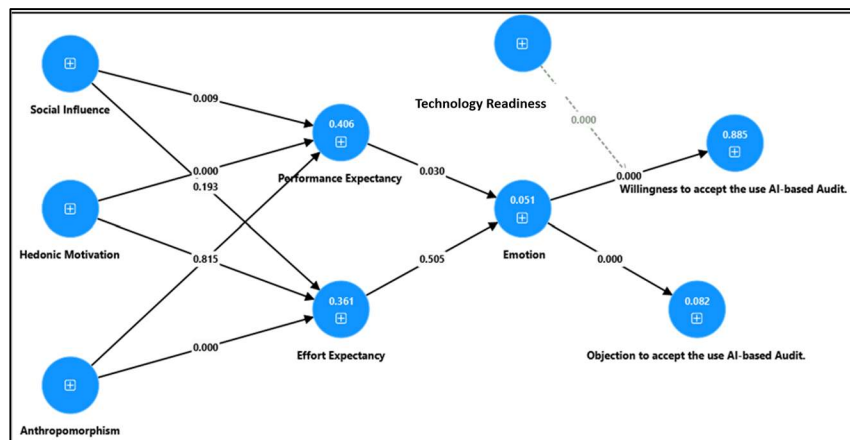 Social Influence
0.009
Technology Readiness
0.000
0.406
Performance Expectancy
0.000
0.193
0.030
0.885
Willingness to accept the use AI-based Audit.
0.000
Hedonic Motivation
0.815
0.051
Emotion
0.505
0.000
0.361
Effort Expectancy
0.000
0.082
Objection to accept the use AI-based Audit.
Anthropomorphism